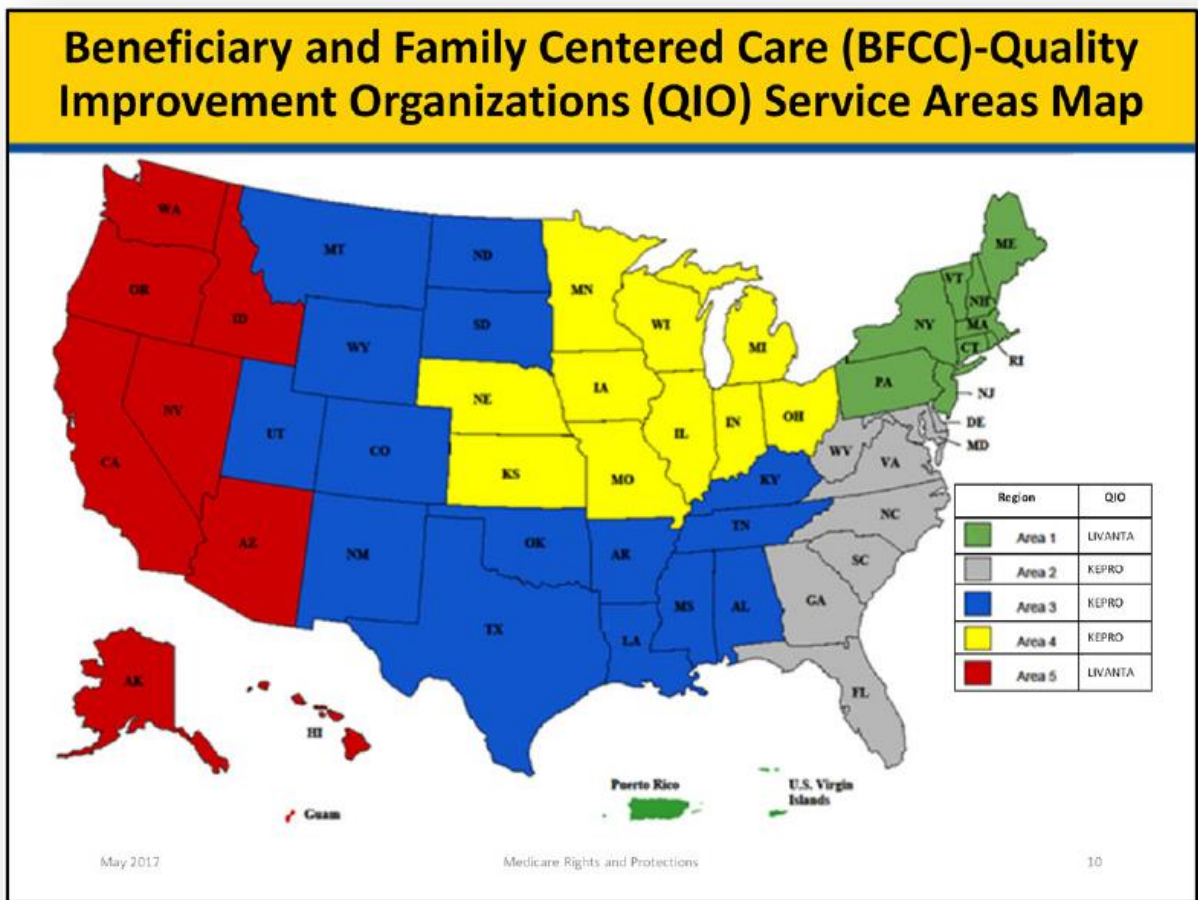 Beneficiary and Family Centered Care (BFCC)-Quality
Improvement Organizations (QIO) Service Areas Map
WA
MT
ND
MN
ME
OR
ID
SD
WI
VT
NH
NY
MA
WY
MI
CT
RI
NE
IA
PA
NJ
NV
UT
CO
IL
IN
OH
DE
MD
CA
KS
MO
WV
VA
KY
NC
TN
AZ
NM
OK
AR
SC
MS
AL
GA
TX
LA
FL
Region QIO
Area 1 LIVANTA
Area 2 KEPRO
Area 3 KEPRO
Area 4 KEPRO
Area 5 LIVANTA
AK
HI
Guam
Puerto Rico
U.S. Virgin
Islands
May 2017
Medicare Rights and Protections
10